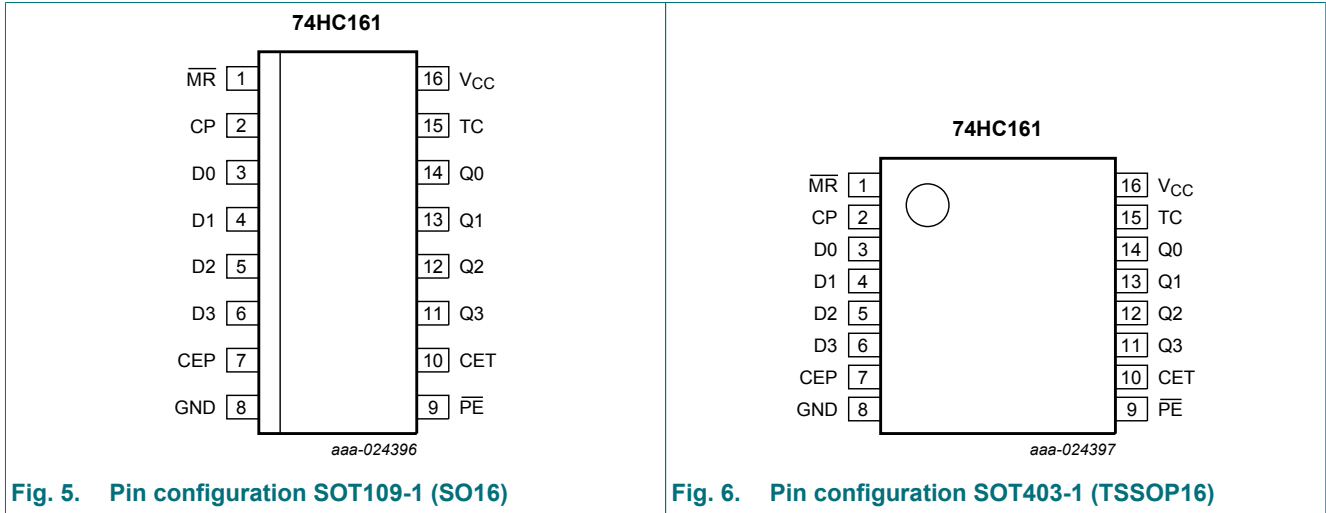 74HC161
M̅R̅ 1 16 VCC
CP 2 15 TC
D0 3 14 Q0
D1 4 13 Q1
D2 5 12 Q2
D3 6 11 Q3
CEP 7 10 CET
GND 8 9 P̅E̅
aaa-024396
Fig. 5. Pin configuration SOT109-1 (SO16)
74HC161
M̅R̅ 1 16 VCC
CP 2 15 TC
D0 3 14 Q0
D1 4 13 Q1
D2 5 12 Q2
D3 6 11 Q3
CEP 7 10 CET
GND 8 9 P̅E̅
aaa-024397
Fig. 6. Pin configuration SOT403-1 (TSSOP16)